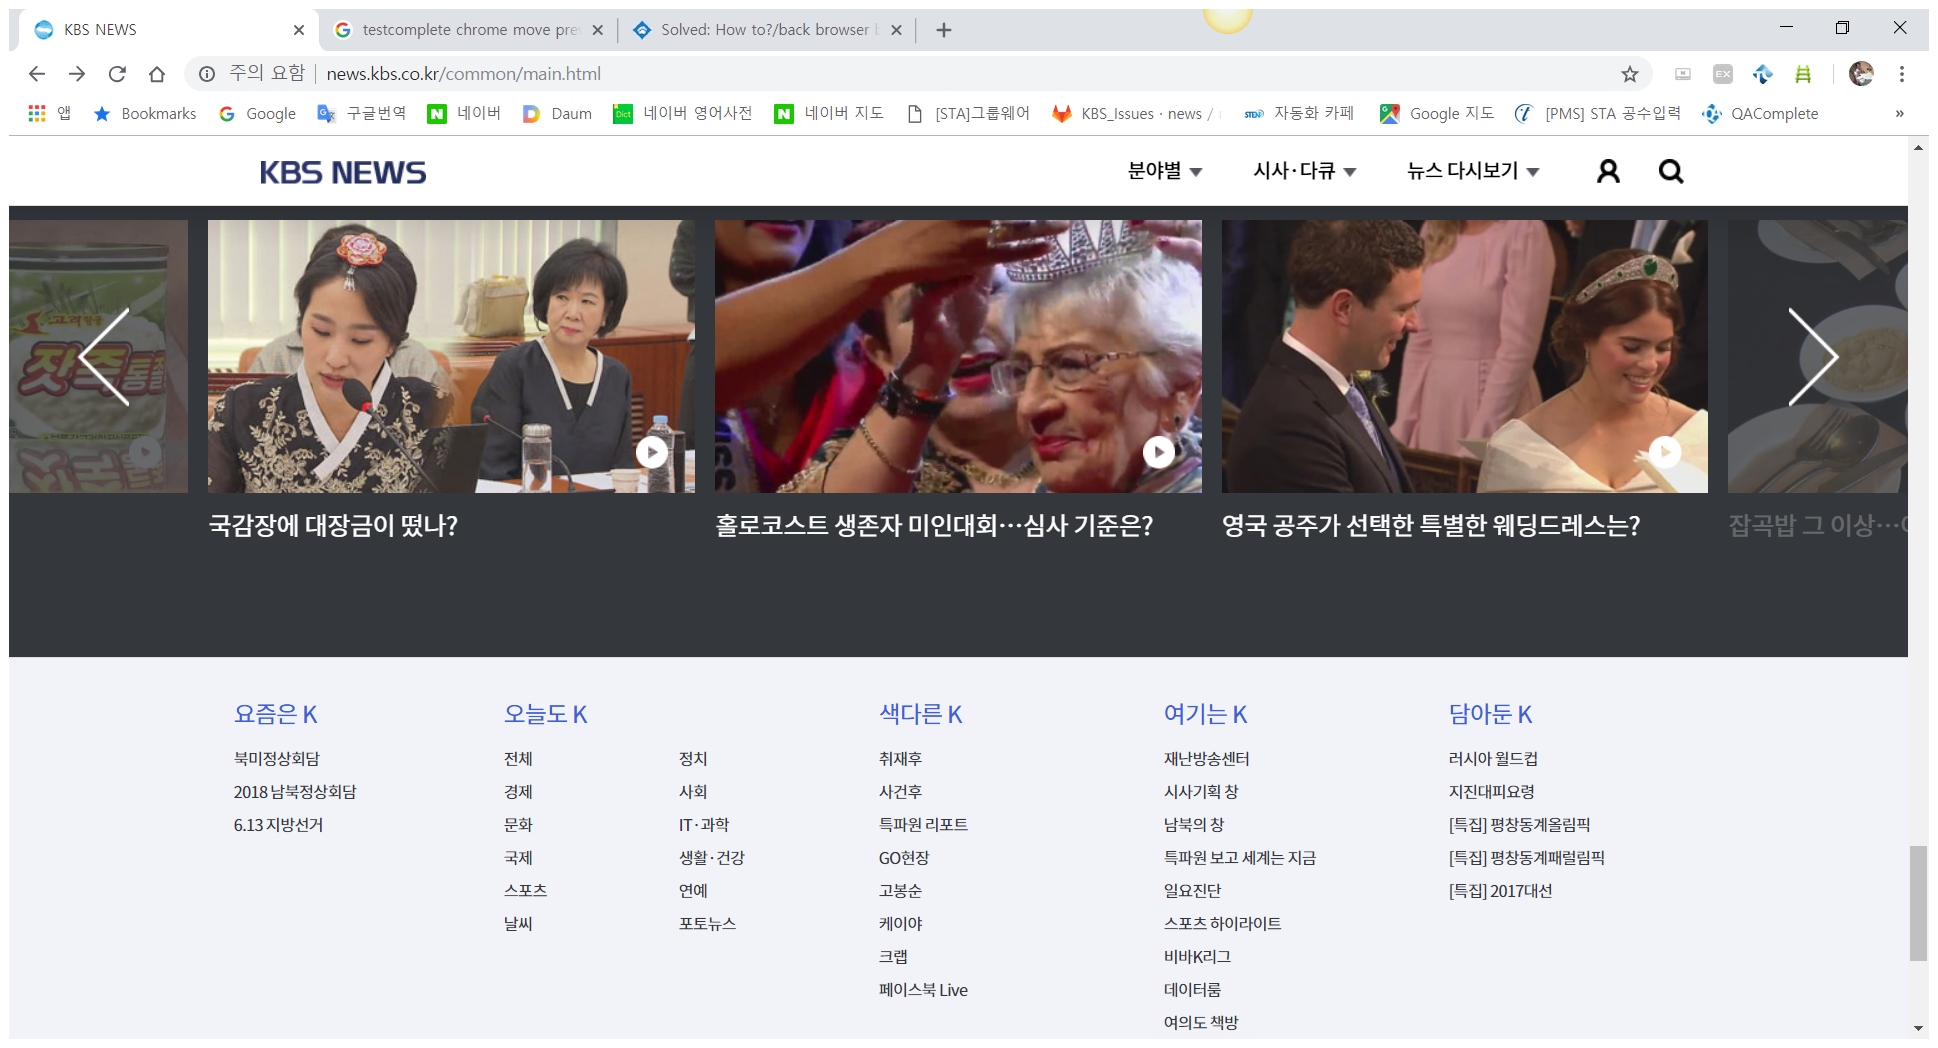 KBS NEWS
testcomplete chrome move pre
Solved: How to?/back browser b
주의 요함 news.kbs.co.kr/common/main.html
앱 Bookmarks Google 구글번역 네이버 Daum Dict 네이버 영어사전 네이버 지도 [STA]그룹웨어 KBS_Issues · news / STEN 자동화 카페 Google 지도 [PMS] STA 공수입력 QAComplete »
KBS NEWS 분야별 시사·다큐 뉴스 다시보기
고려원품
잣죽
국감장에 대장금이 떴나?
홀로코스트 생존자 미인대회…심사 기준은?
영국 공주가 선택한 특별한 웨딩드레스는?
잡곡밥 그 이상…
요즘은 K
북미정상회담
2018 남북정상회담
6.13 지방선거
오늘도 K
전체 정치
경제 사회
문화 IT·과학
국제 생활·건강
스포츠 연예
날씨 포토뉴스
색다른 K
취재후
사건후
특파원 리포트
GO현장
고봉순
케이야
크랩
페이스북 Live
여기는 K
재난방송센터
시사기획 창
남북의 창
특파원 보고 세계는 지금
일요진단
스포츠 하이라이트
비바K리그
데이터룸
여의도 책방
담아둔 K
러시아 월드컵
지진대피요령
[특집] 평창동계올림픽
[특집] 평창동계패럴림픽
[특집] 2017대선